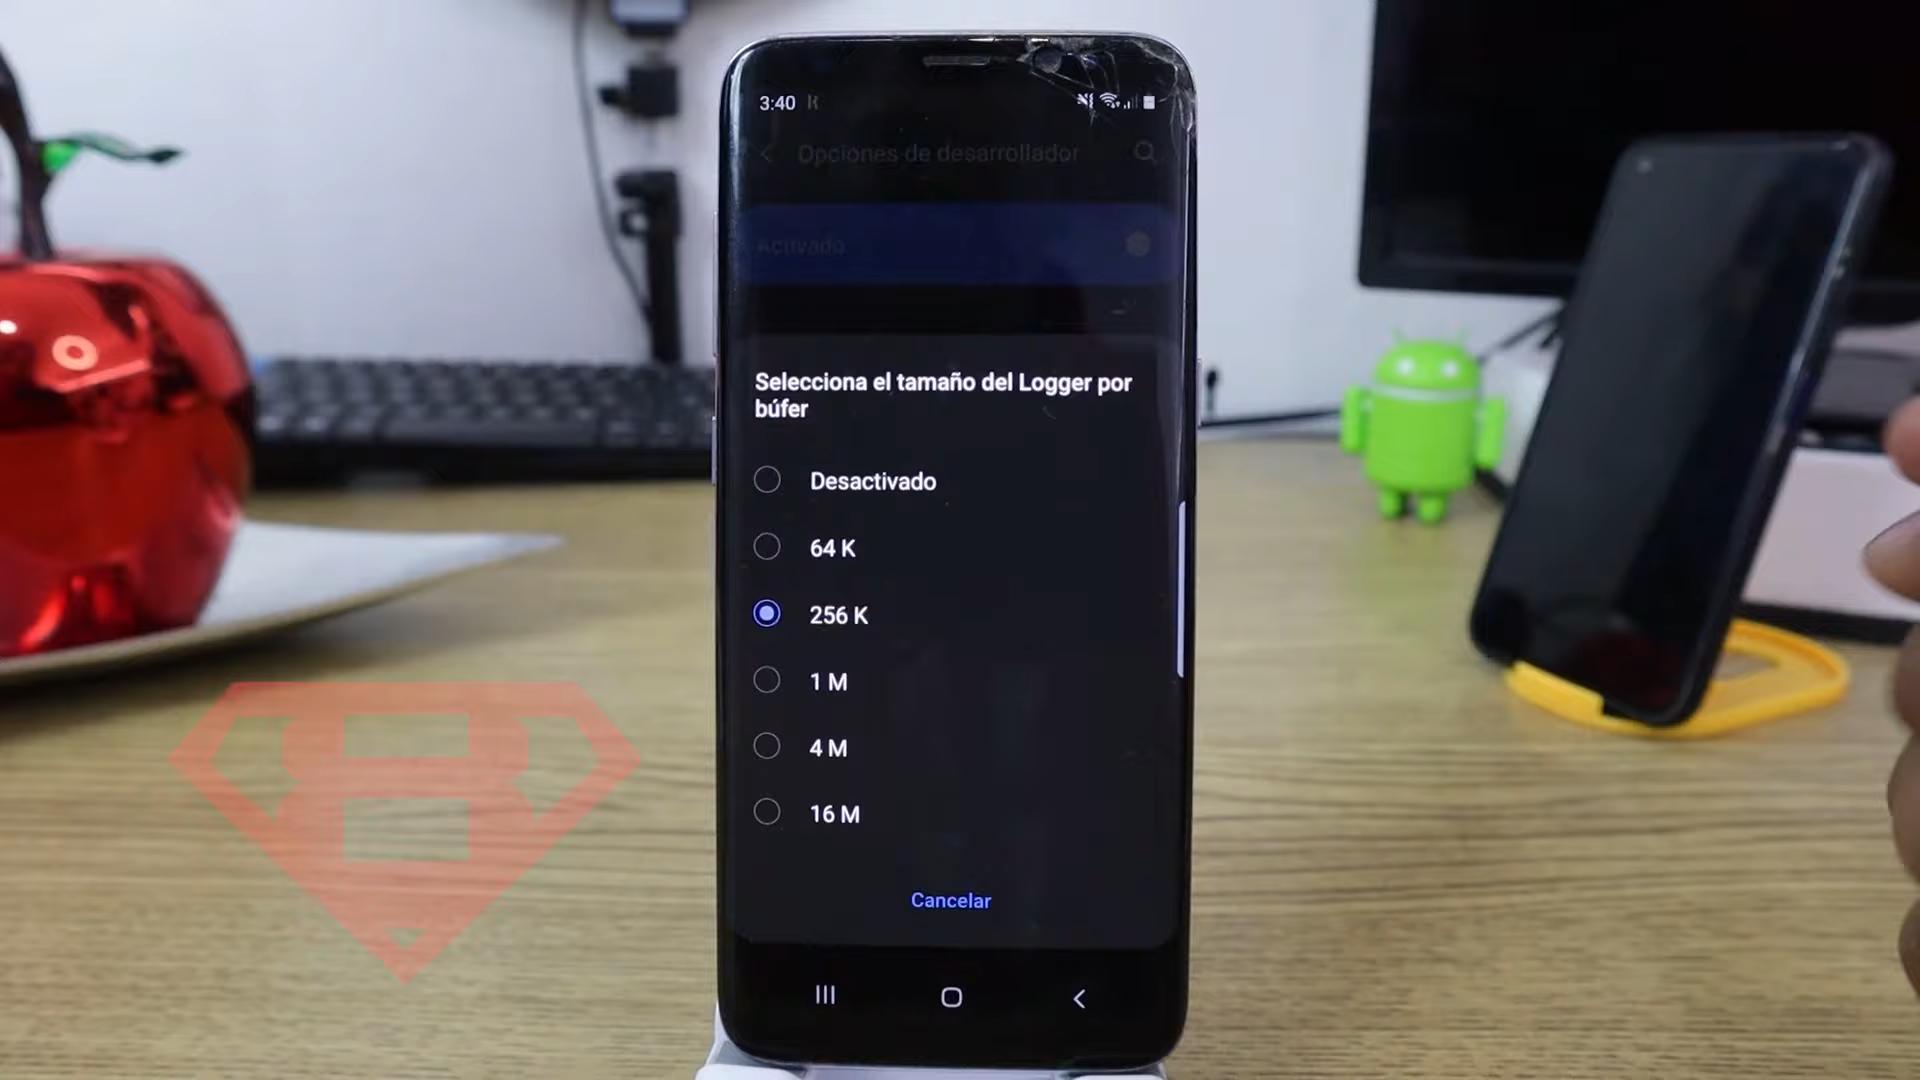 3:40
Opciones de desarrollador
Activado
Selecciona el tamaño del Logger por
búfer
Desactivado
64 K
256 K
1 M
4 M
16 M
Cancelar